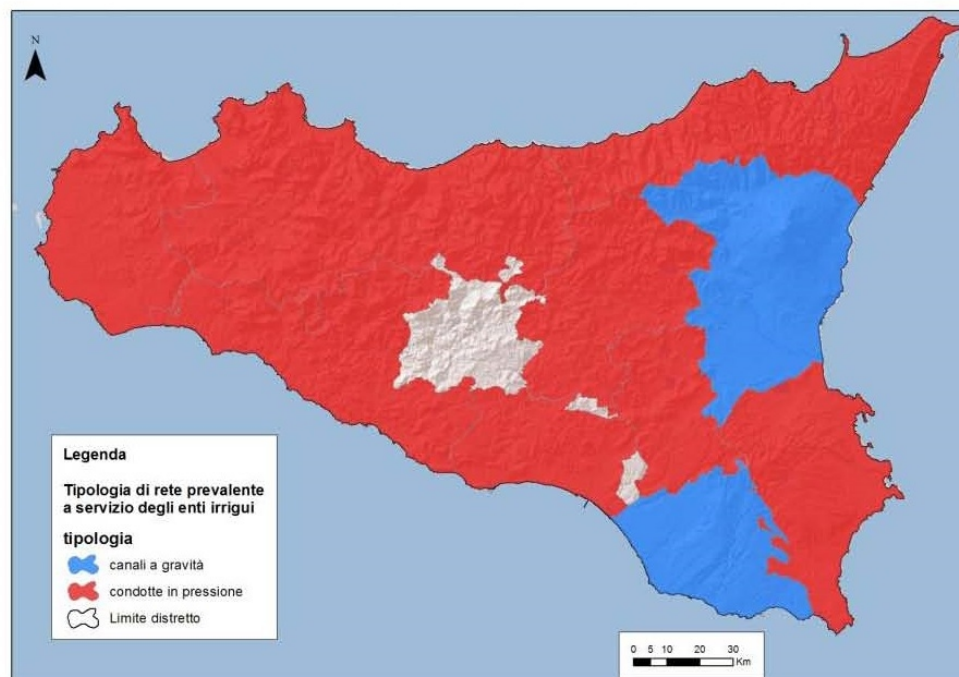 N
Legenda
Tipologia di rete prevalente
a servizio degli enti irrigui
tipologia
canali a gravità
condotte in pressione
Limite distretto
0 5 10 20 30
Km